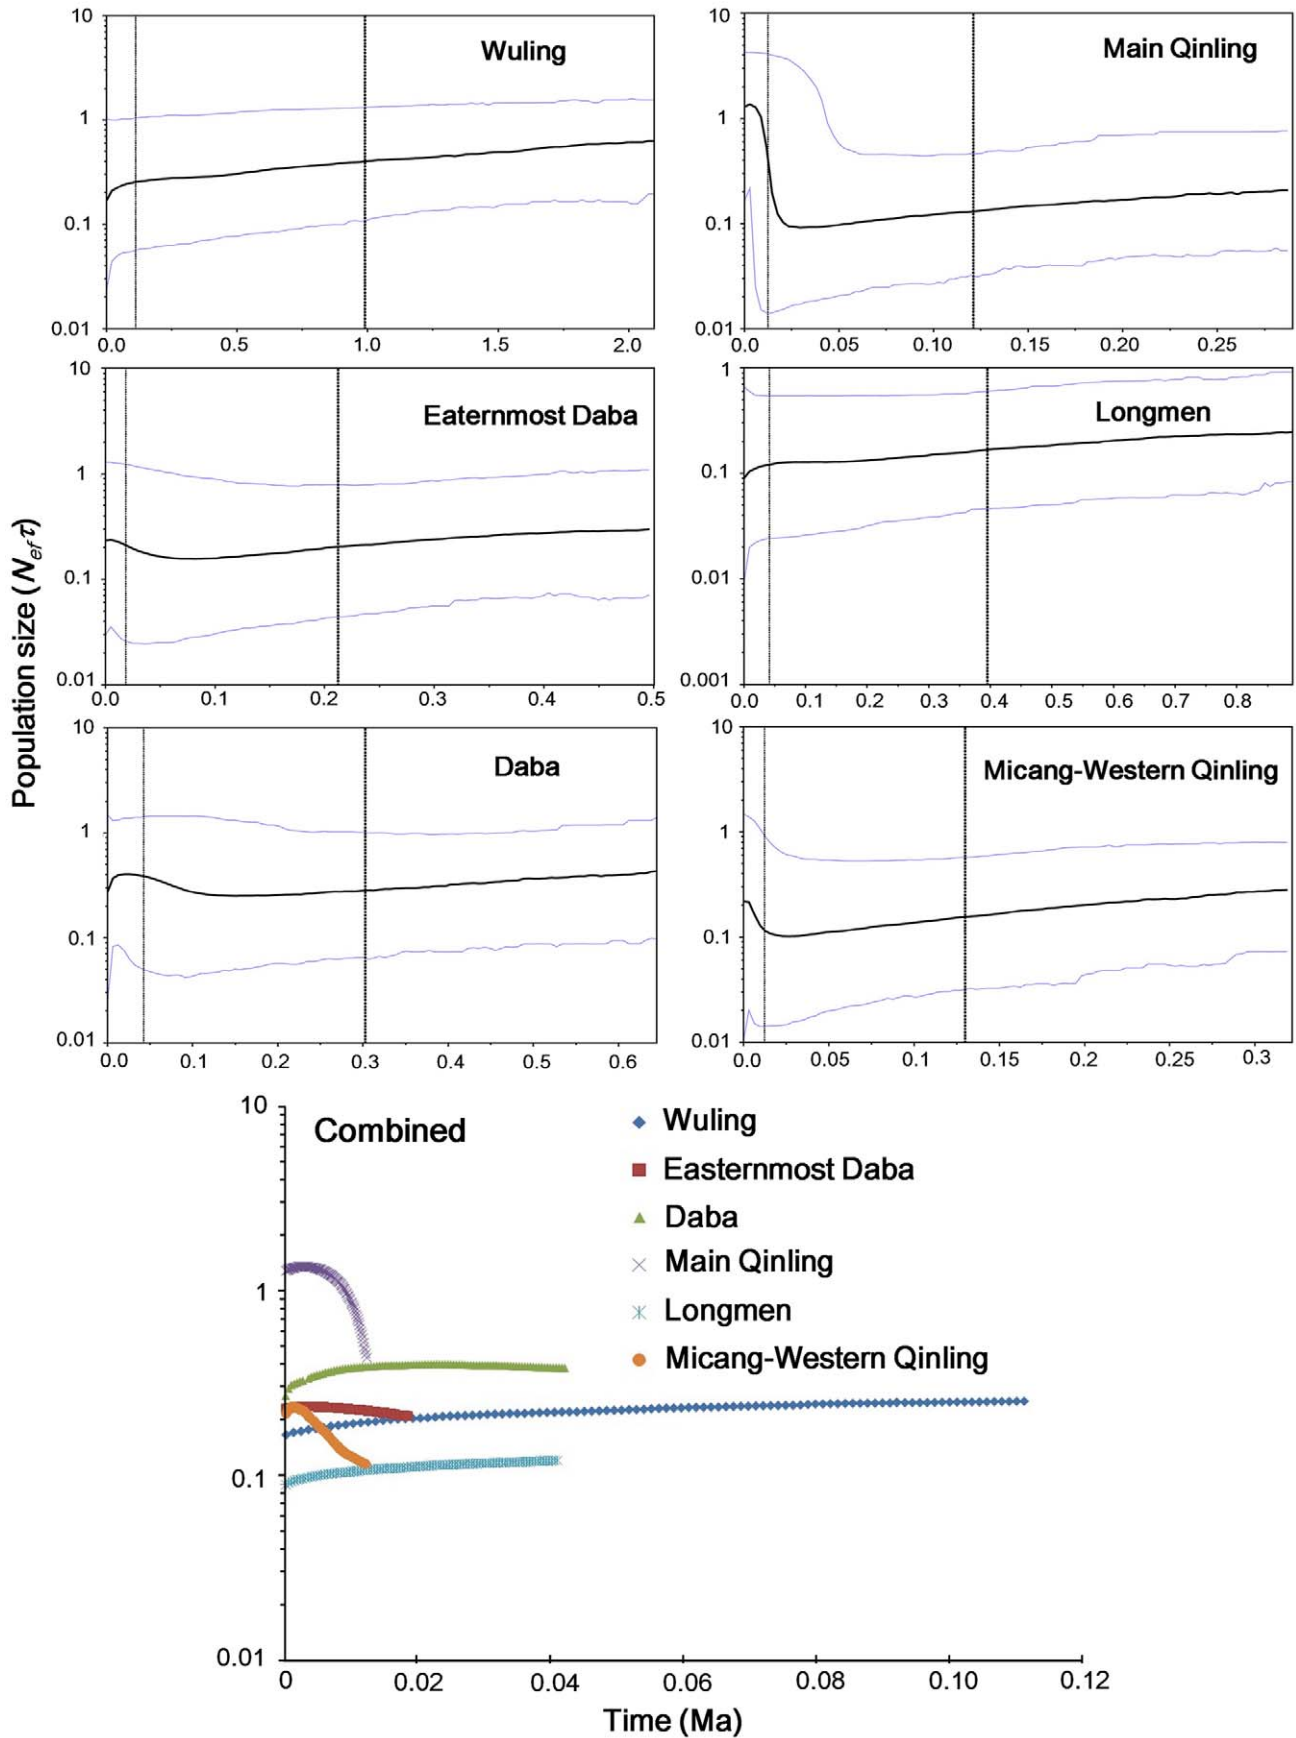 Population size (Nefτ)
Wuling
10
1
0.1
0.01
0.0 0.5 1.0 1.5 2.0
Main Qinling
10
1
0.1
0.01
0.0 0.05 0.10 0.15 0.20 0.25
Eaternmost Daba
10
1
0.1
0.01
0.0 0.1 0.2 0.3 0.4 0.5
Longmen
1
0.1
0.01
0.001
0.0 0.1 0.2 0.3 0.4 0.5 0.6 0.7 0.8
Daba
10
1
0.1
0.01
0.0 0.1 0.2 0.3 0.4 0.5 0.6
Micang-Western Qinling
10
1
0.1
0.01
0.0 0.05 0.1 0.15 0.2 0.25 0.3
Combined
10
1
0.1
0.01
Wuling
Easternmost Daba
Daba
Main Qinling
Longmen
Micang-Western Qinling
0 0.02 0.04 0.06 0.08 0.10 0.12
Time (Ma)